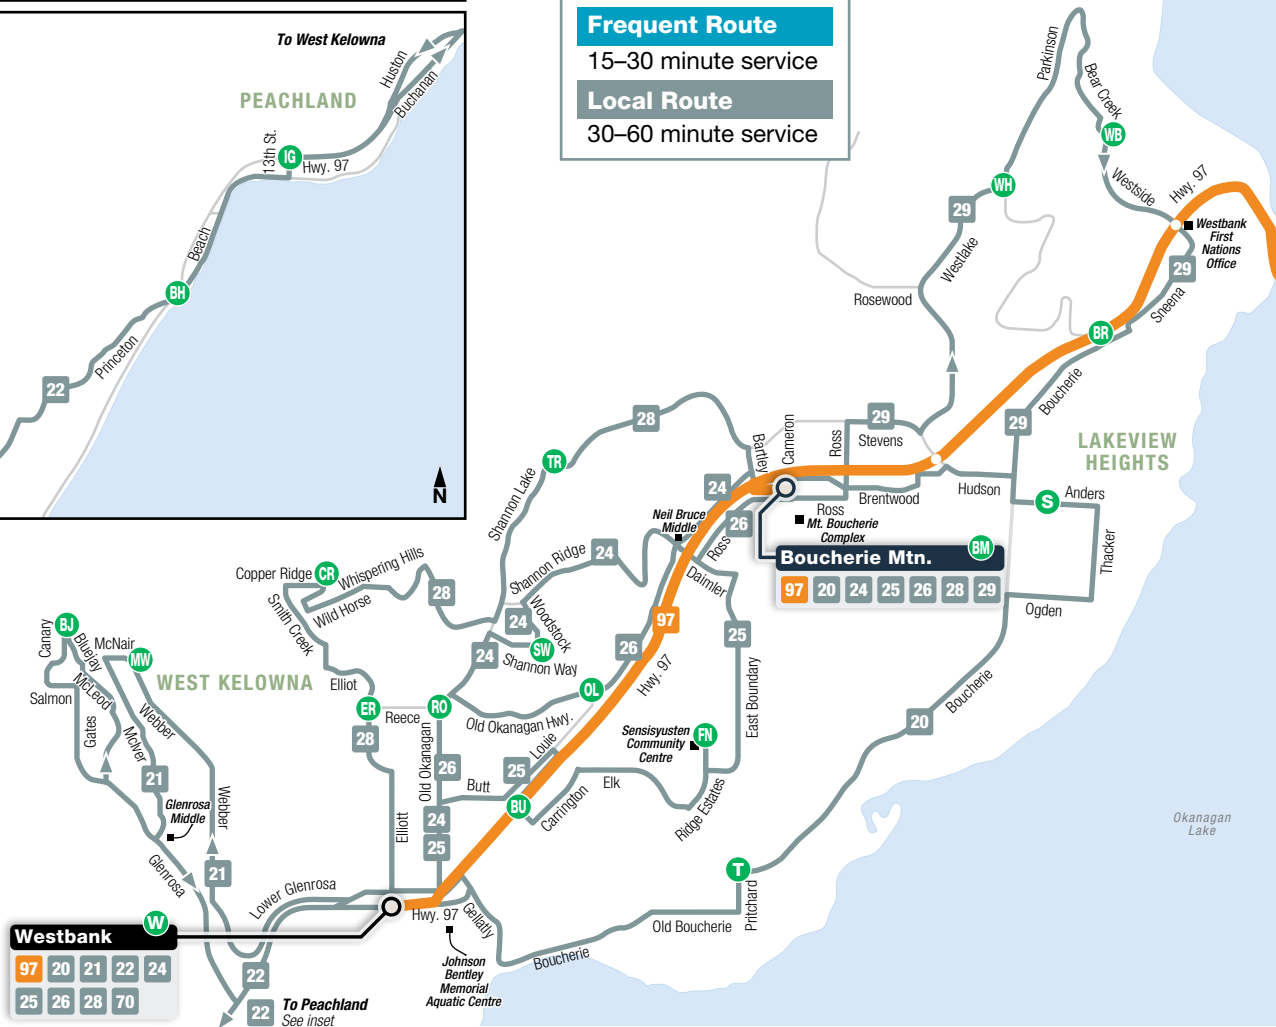 To West Kelowna
PEACHLAND
Huston
Buchanan
13th St.
IG
Hwy. 97
Beach
BH
Princeton
22
N
Frequent Route
15–30 minute service
Local Route
30–60 minute service
Parkinson
Bear Creek
WB
WH
29
Westside
Hwy. 97
Westbank
First
Nations
Office
Westlake
29
Rosewood
Sneena
BR
Boucherie
29
LAKEVIEW
HEIGHTS
28
Bartley
Cameron
Ross
29
Stevens
TR
Shannon Lake
24
Brentwood
Hudson
S
Anders
Ross
Mt. Boucherie
Complex
Neil Bruce
Middle
26
Ross
Thacker
Boucherie Mtn.
BM
97
20
24
25
26
28
29
Ogden
Copper Ridge
CR
Whispering Hills
Wild Horse
Smith Creek
28
Shannon Ridge
24
Woodstock
24
SW
Shannon Way
24
Daimler
97
25
26
Hwy. 97
East Boundary
Canary
BJ
Bluejay
McNair
MW
WEST KELOWNA
Salmon
McLeod
Gates
McIver
Webber
21
Glenrosa
Middle
Webber
21
Glenrosa
Elliot
ER
Reece
RO
28
OL
Old Okanagan Hwy.
Old Okanagan
26
Louie
25
Butt
BU
24
25
Elliott
Carrington
Elk
Sensisyusten
Community
Centre
FN
Ridge Estates
20
Boucherie
Okanagan
Lake
T
Pritchard
Old Boucherie
Lower Glenrosa
Hwy. 97
Gellatly
Boucherie
Johnson
Bentley
Memorial
Aquatic Centre
W
Westbank
97
20
21
22
24
25
26
28
70
22
22
To Peachland
See inset